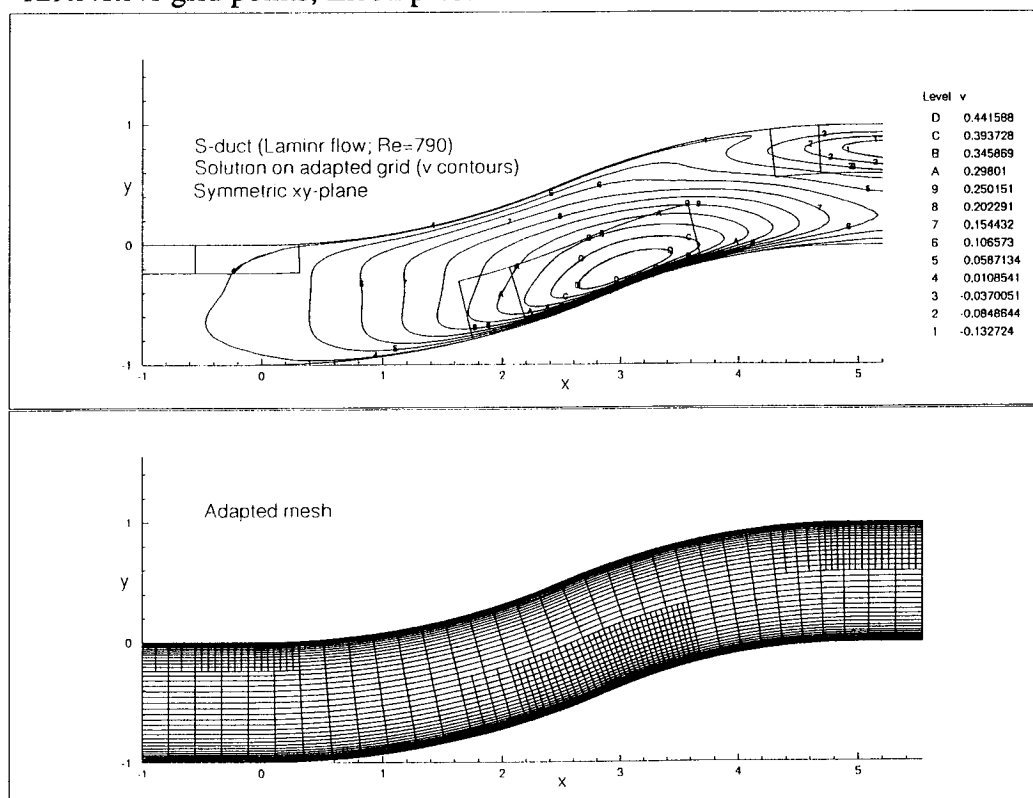 grid points,
S-duct (Laminr flow; Re=790)
Solution on adapted grid (v contours)
Symmetric xy-plane
Level v
D 0.441588
C 0.393728
B 0.345869
A 0.29801
9 0.250151
8 0.202291
7 0.154432
6 0.106573
5 0.0587134
4 0.0108541
3 -0.0370051
2 -0.0848644
1 -0.132724
y
1
0
-1
-1 0 1 2 3 4 5
X
Adapted mesh
y
1
0
-1
-1 0 1 2 3 4 5
X